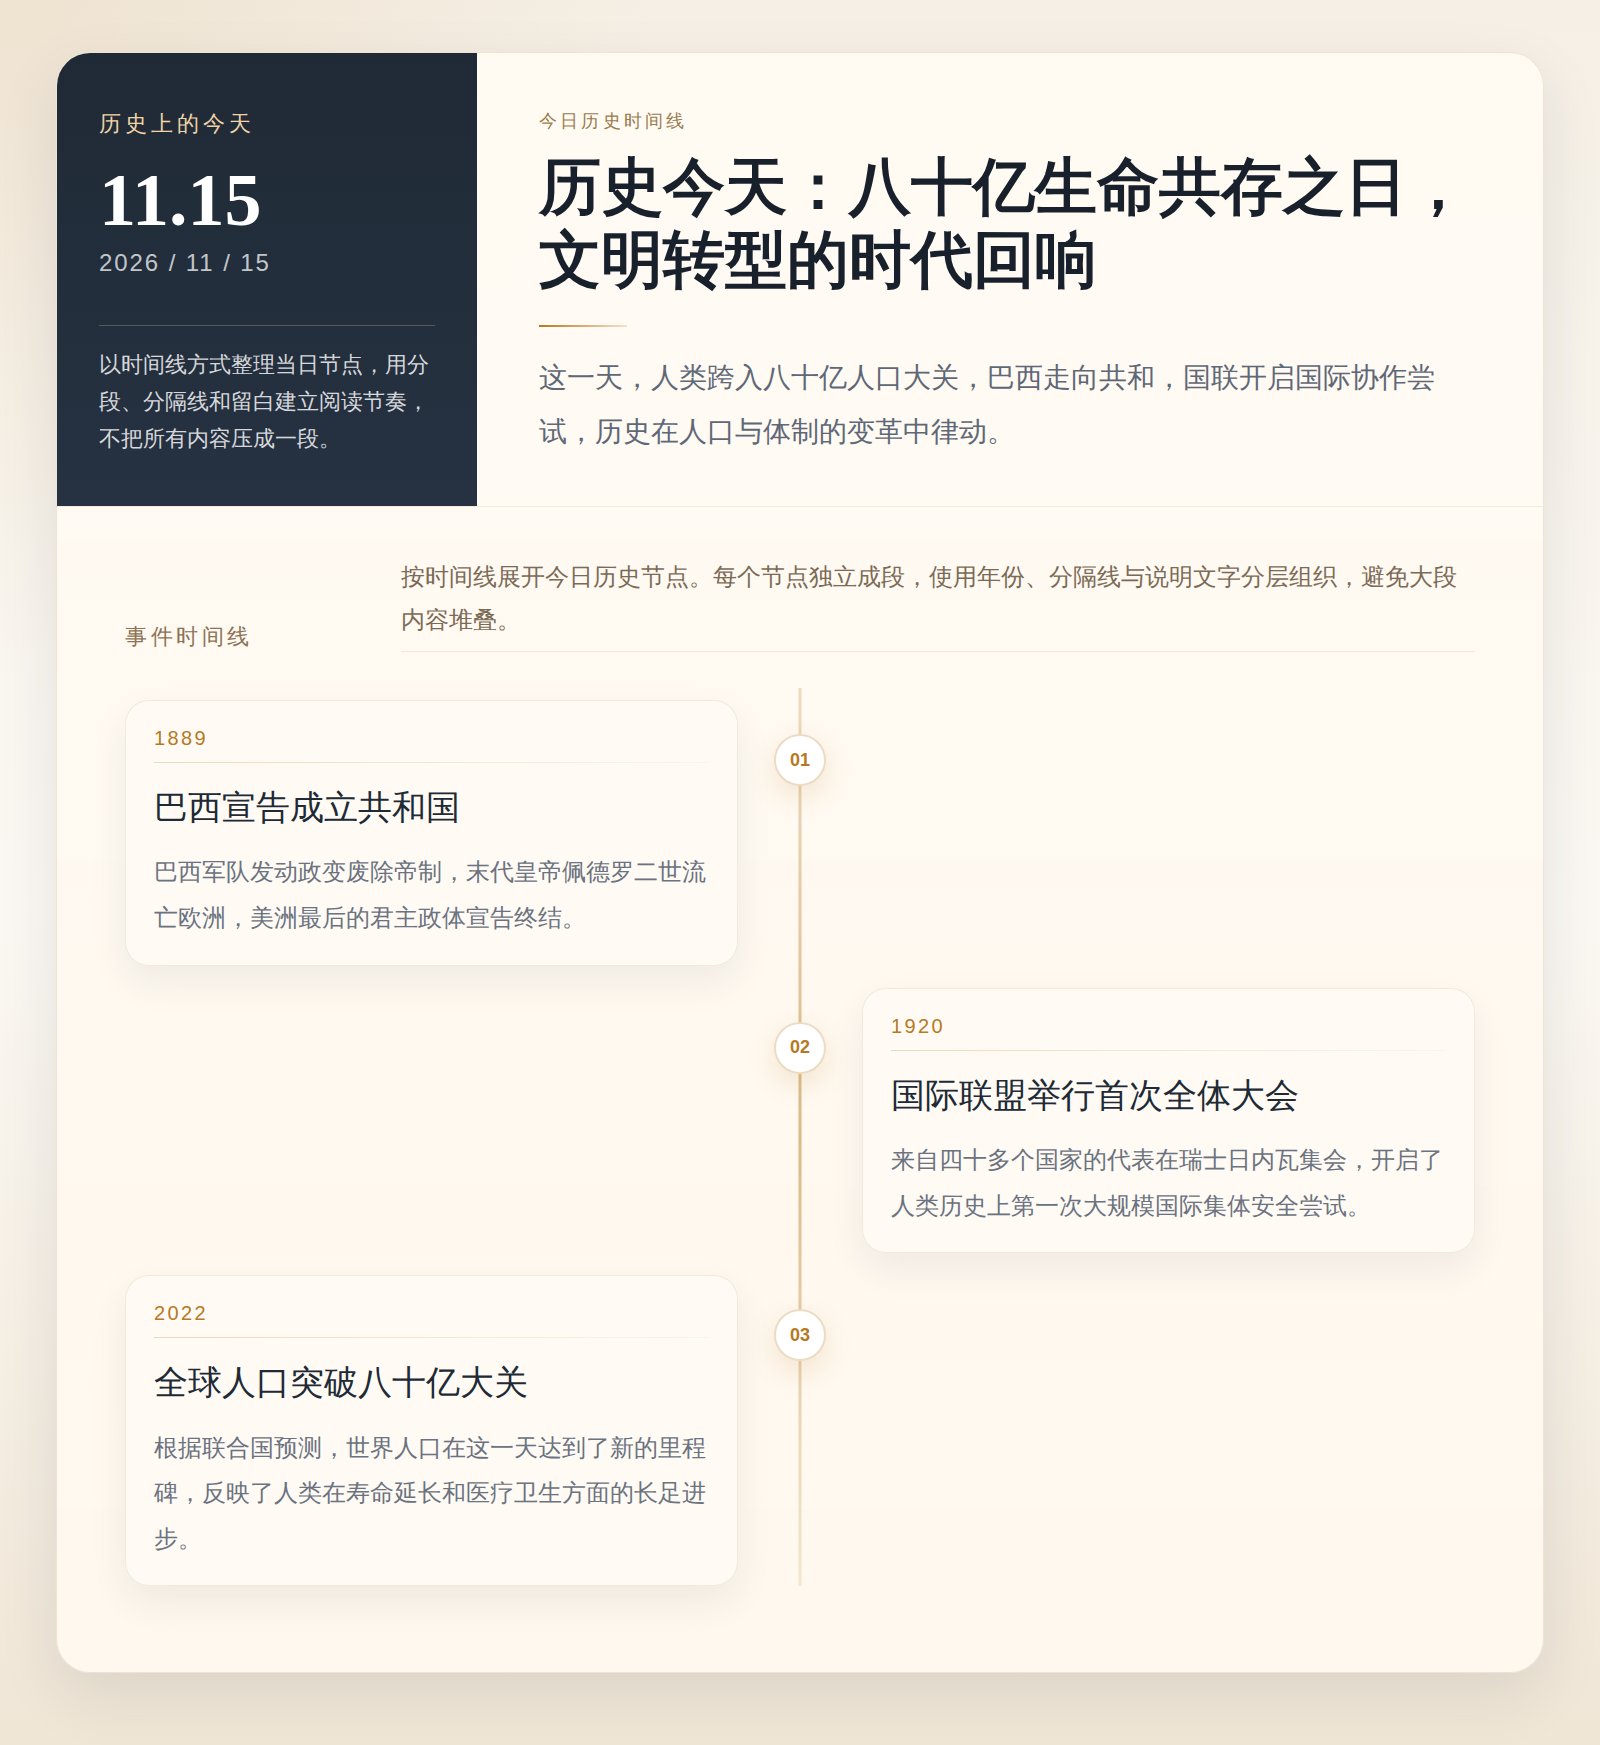 历史上的今天
11.15
2026 / 11 / 15
以时间线方式整理当日节点，用分
段、分隔线和留白建立阅读节奏，
不把所有内容压成一段。
今日历史时间线
历史今天：八十亿生命共存之日，
文明转型的时代回响
这一天，人类跨入八十亿人口大关，巴西走向共和，国联开启国际协作尝
试，历史在人口与体制的变革中律动。
事件时间线
按时间线展开今日历史节点。每个节点独立成段，使用年份、分隔线与说明文字分层组织，避免大段
内容堆叠。
01
1889
巴西宣告成立共和国
巴西军队发动政变废除帝制，末代皇帝佩德罗二世流
亡欧洲，美洲最后的君主政体宣告终结。
02
1920
国际联盟举行首次全体大会
来自四十多个国家的代表在瑞士日内瓦集会，开启了
人类历史上第一次大规模国际集体安全尝试。
03
2022
全球人口突破八十亿大关
根据联合国预测，世界人口在这一天达到了新的里程
碑，反映了人类在寿命延长和医疗卫生方面的长足进
步。